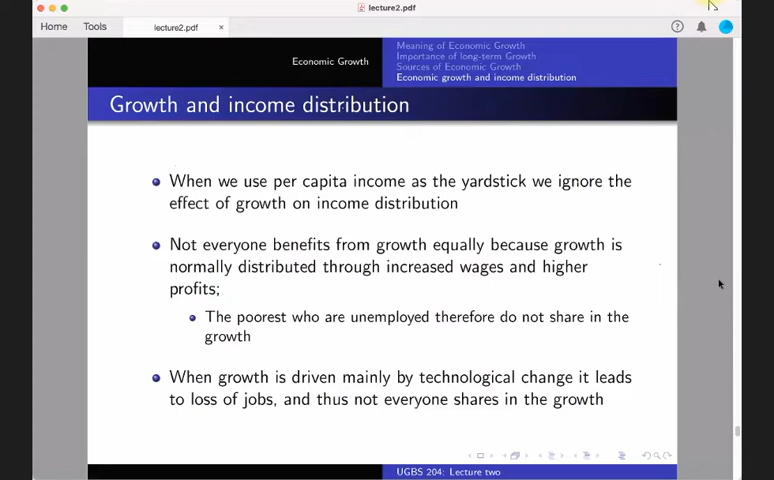 lecture2.pdf
Home Tools lecture2.pdf ×
Economic Growth
Meaning of Economic Growth
Importance of long-term Growth
Sources of Economic Growth
Economic growth and income distribution
Growth and income distribution
When we use per capita income as the yardstick we ignore the
effect of growth on income distribution
Not everyone benefits from growth equally because growth is
normally distributed through increased wages and higher
profits;
The poorest who are unemployed therefore do not share in the
growth
When growth is driven mainly by technological change it leads
to loss of jobs, and thus not everyone shares in the growth
UGBS 204: Lecture two